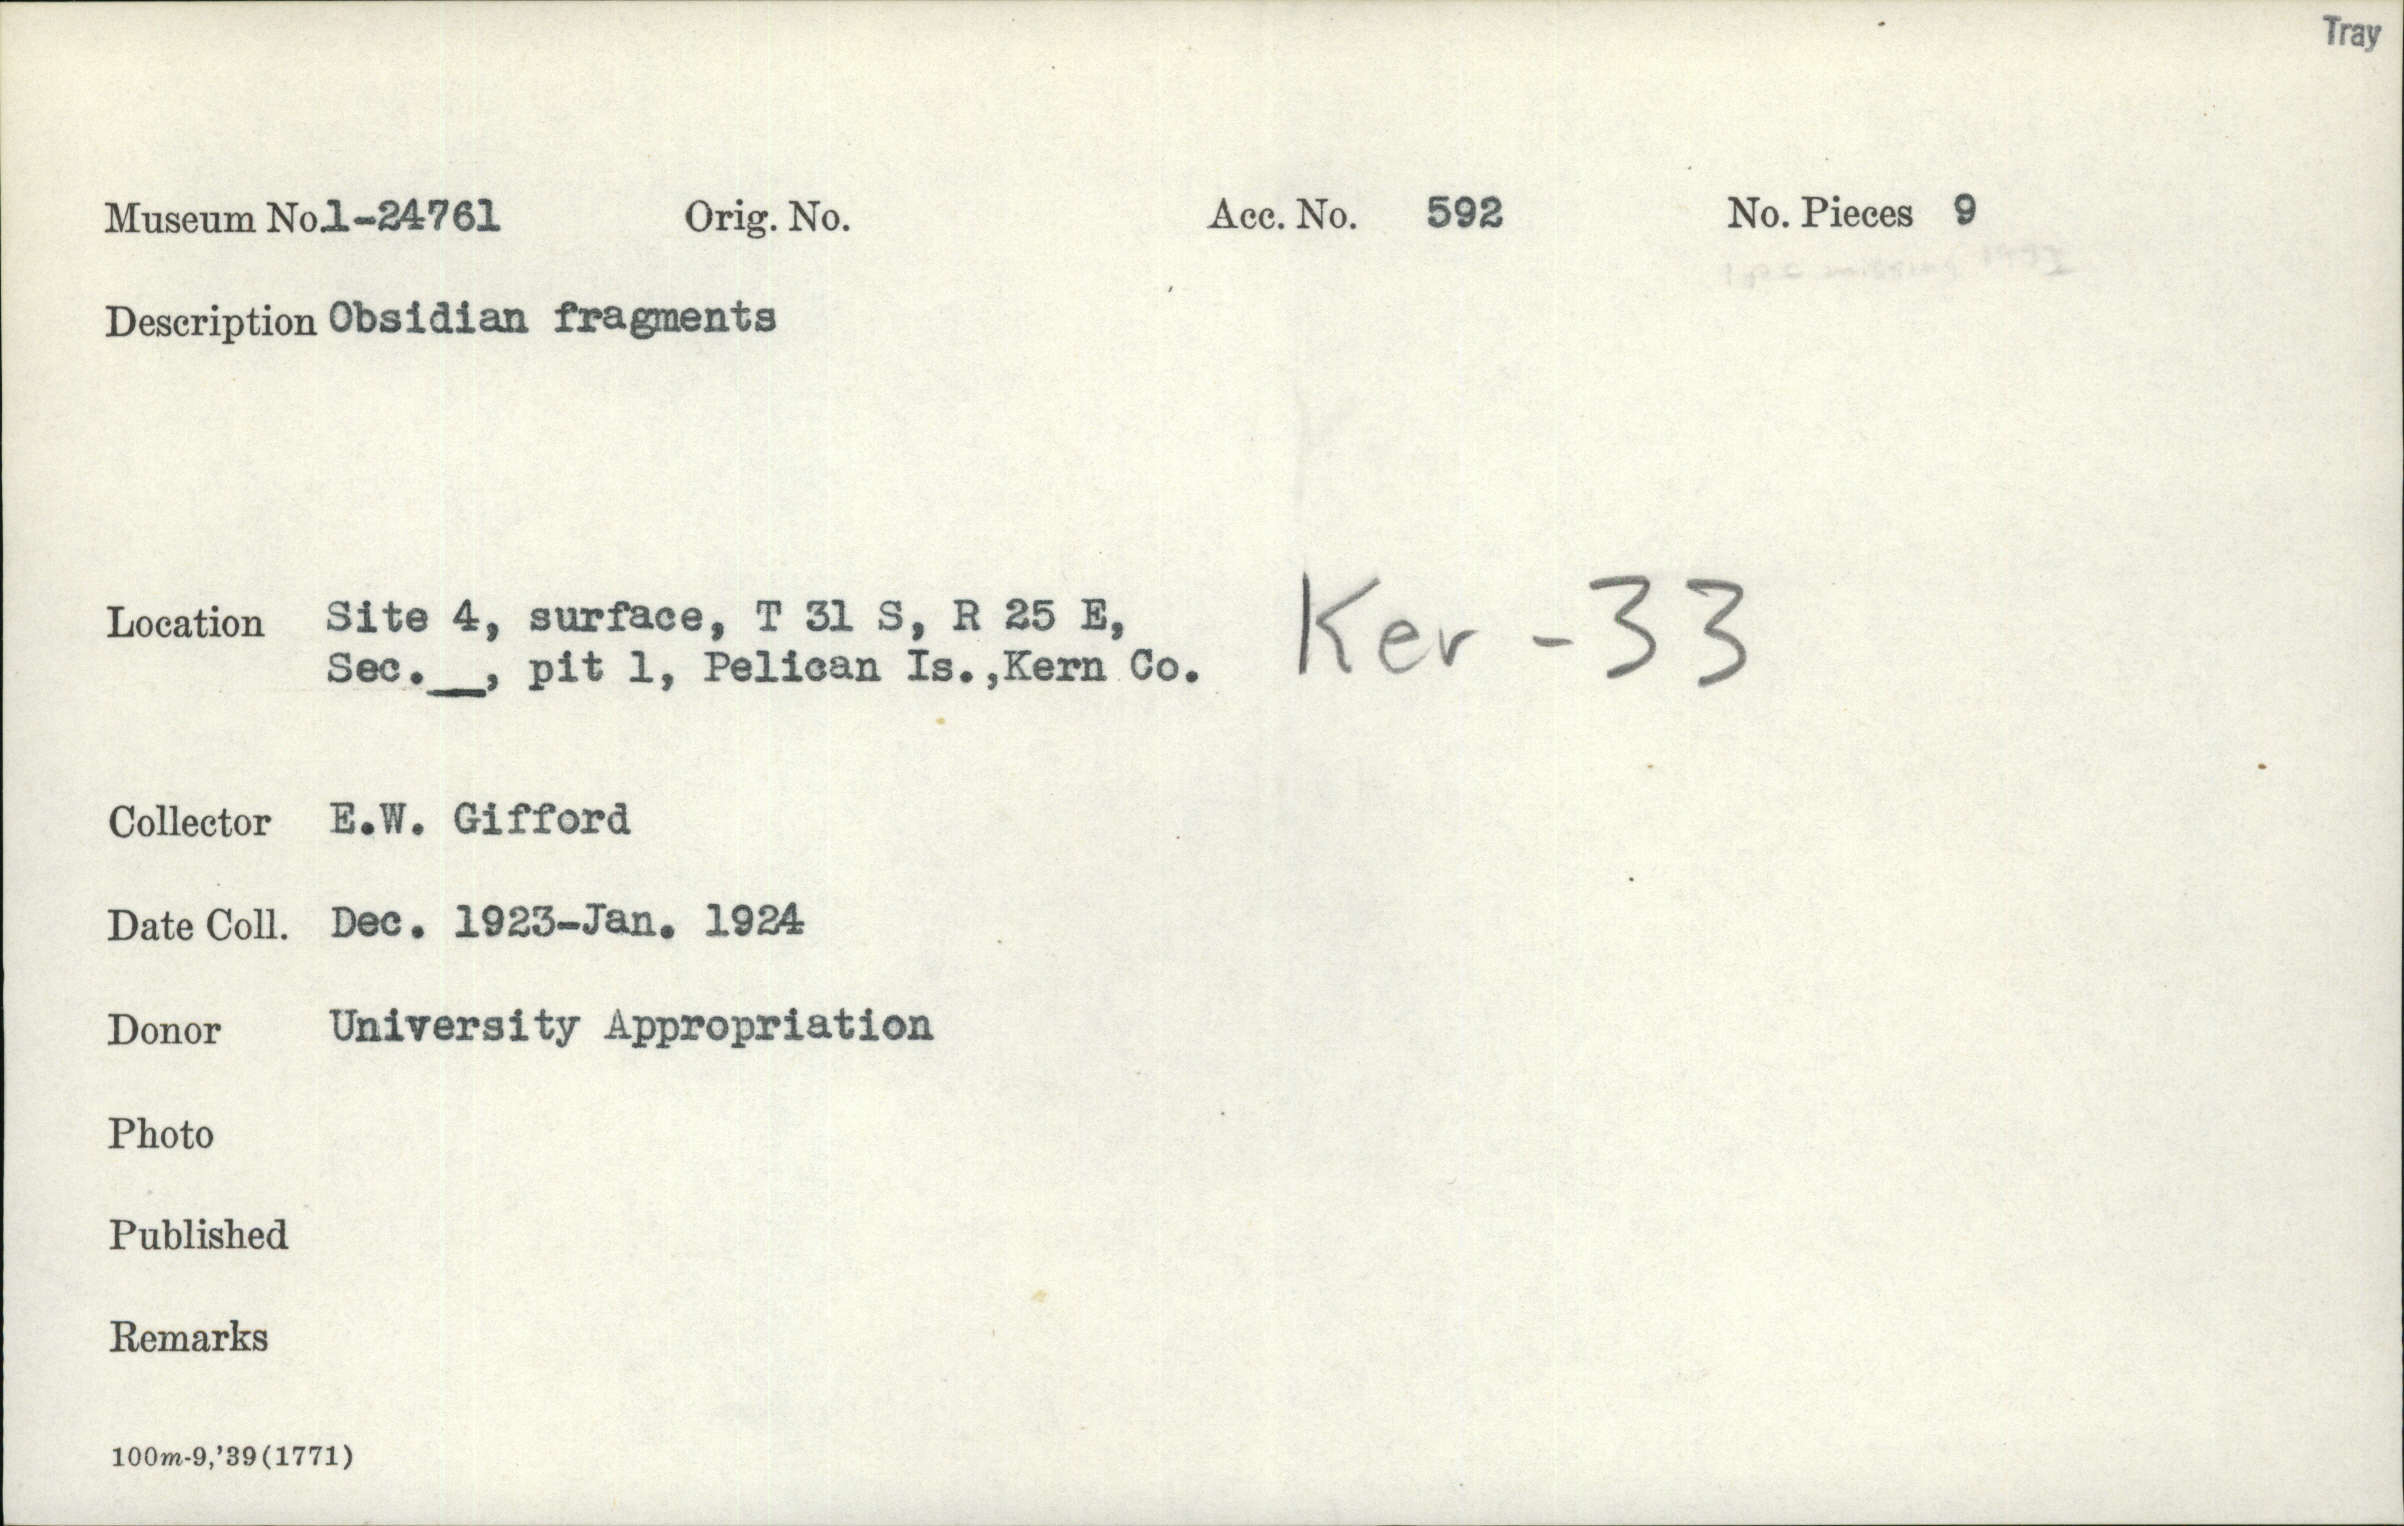 Tray
Museum No. 1-24761 Orig. No. Acc. No. 592 No. Pieces 9
Description Obsidian fragments
Location Site 4, surface, T 31 S, R 25 E,
Sec.__, pit 1, Pelican Is.,Kern Co.
Ker-33
Collector E.W. Gifford
Date Coll. Dec. 1923-Jan. 1924
Donor University Appropriation
Photo
Published
Remarks
100m-9,'39(1771)